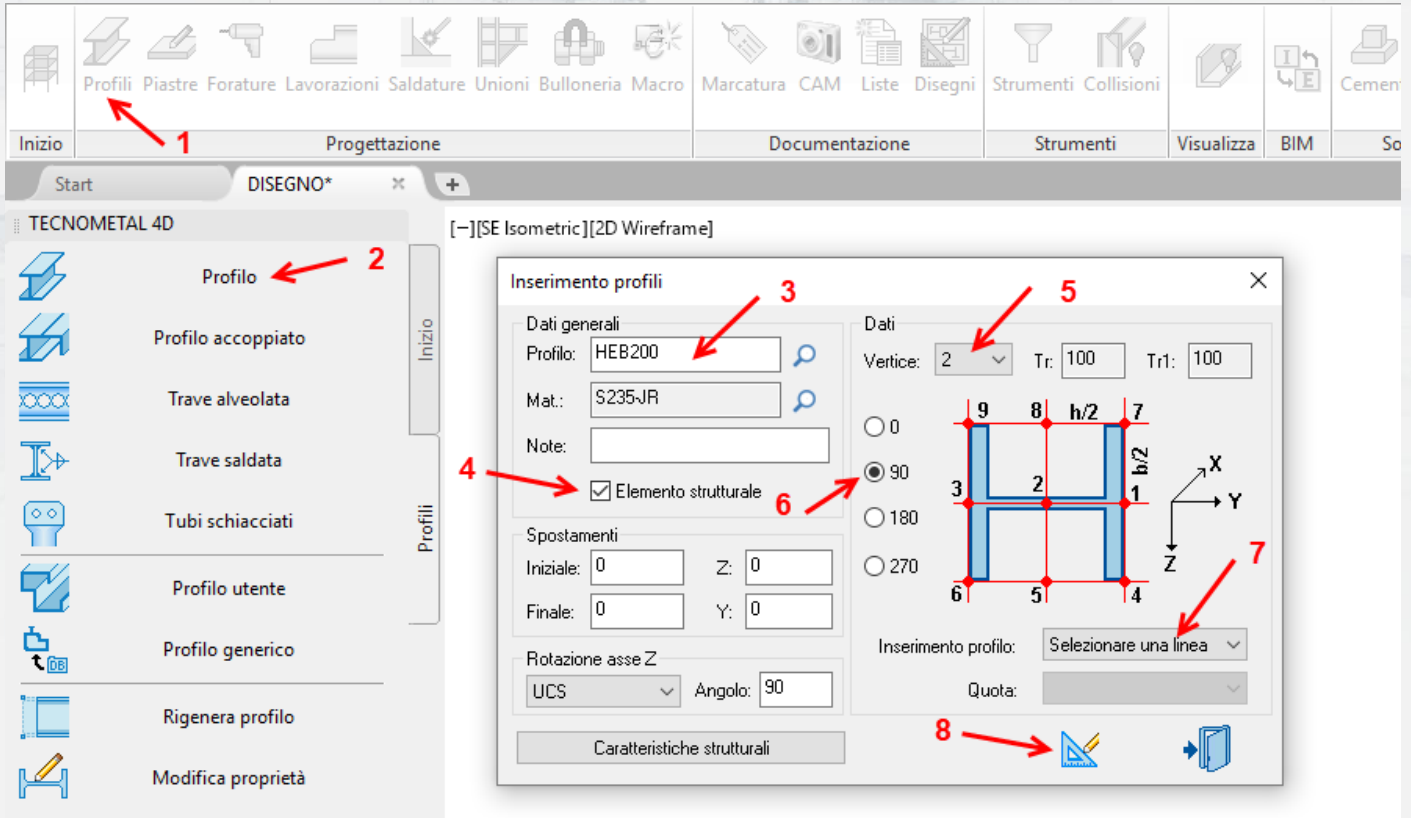 Profili Piastre Forature Lavorazioni Saldature Unioni Bulloneria Macro Marcatura CAM Liste Disegni Strumenti Collisioni Cemen
1
Inizio Progettazione Documentazione Strumenti Visualizza BIM So
Start DISEGNO*
TECNOMETAL 4D
[−][SE Isometric][2D Wireframe]
Profilo 2
Profilo accoppiato
Trave alveolata
Trave saldata
Tubi schiacciati
Profilo utente
Profilo generico
DB
Rigenera profilo
Modifica proprietà
Inizio
Profili
Inserimento profili
3
5
Dati generali
Profilo: HEB200
Mat.: S235-JR
Note:
4
Elemento strutturale
Spostamenti
Iniziale: 0 Z: 0
Finale: 0 Y: 0
Rotazione asse Z
UCS Angolo: 90
Caratteristiche strutturali
Dati
Vertice: 2 Tr: 100 Tr1: 100
0
90
180
270
6
9 8 h/2 7
b/2
3 2 1
6 5 4
X
Y
Z
7
Inserimento profilo: Selezionare una linea
Quota:
8